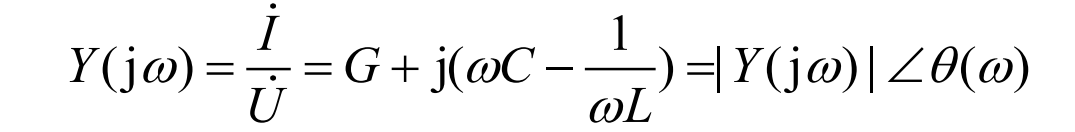 Y(jω) = İ/U̇ = G + j(ωC − 1/ωL) = |Y(jω)| ∠θ(ω)